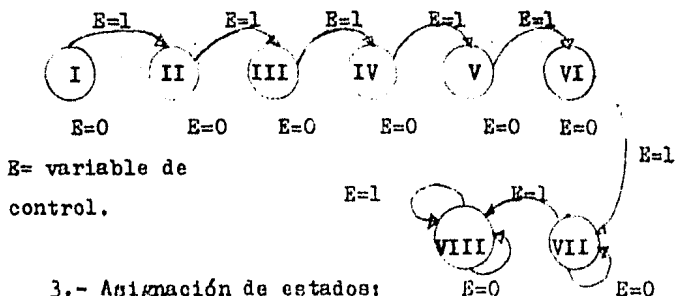 E=1 E=1 E=1 E=1 E=1
I II III IV V VI
E=0 E=0 E=0 E=0 E=0 E=0
E= variable de
control.
E=1
E=1 E=1
VIII VII
3.- Asignación de estados: E=0 E=0